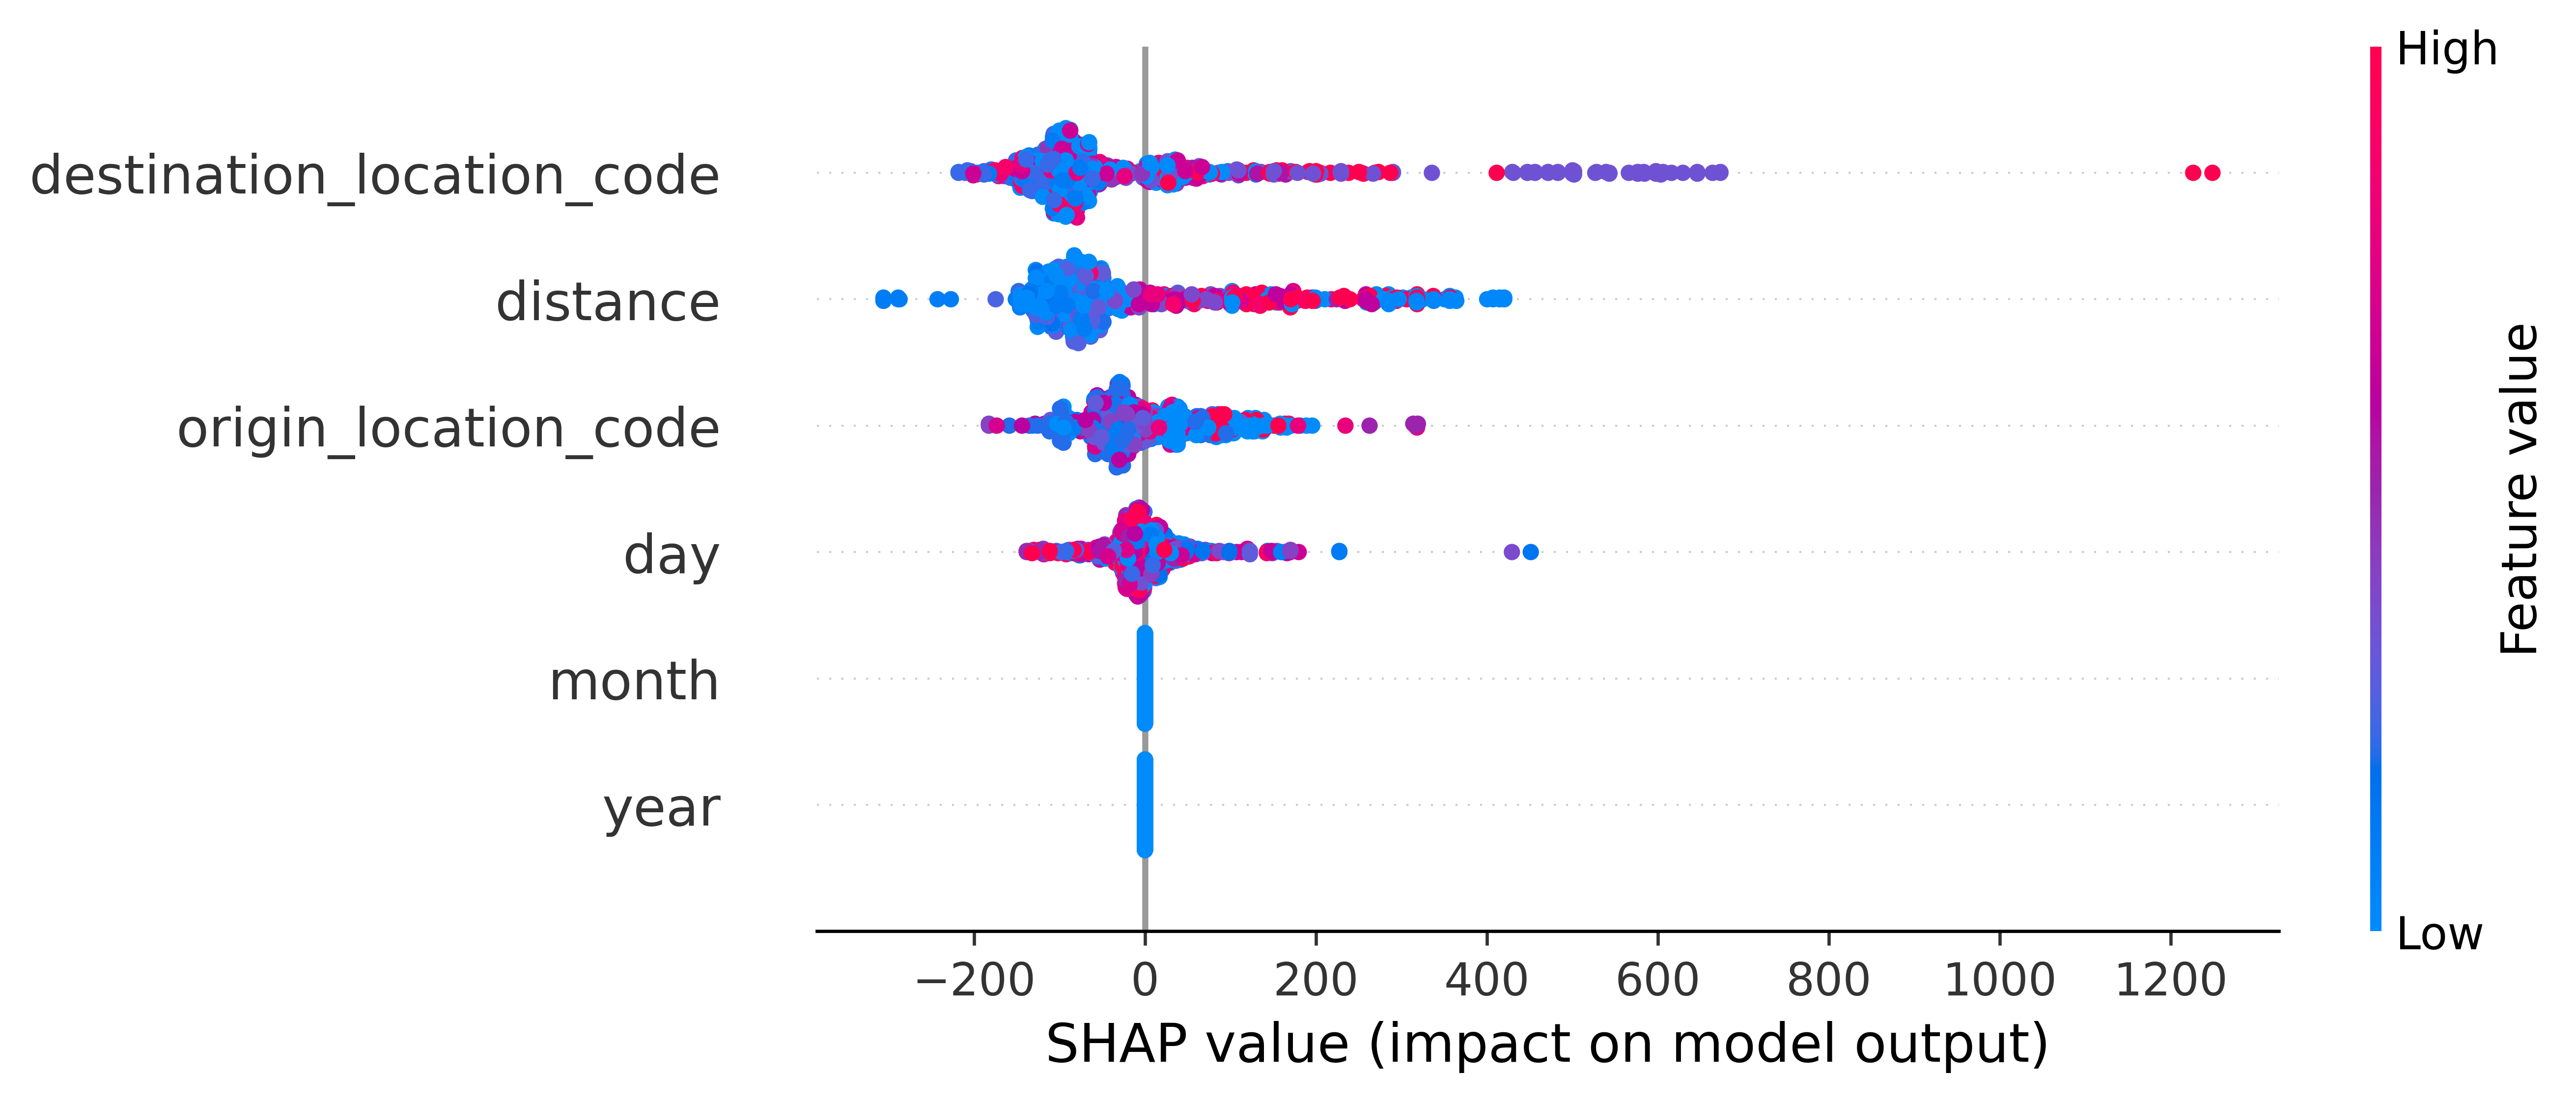 High
destination_location_code
distance
origin_location_code
day
month
year
Feature value
Low
−200 0 200 400 600 800 1000 1200
SHAP value (impact on model output)